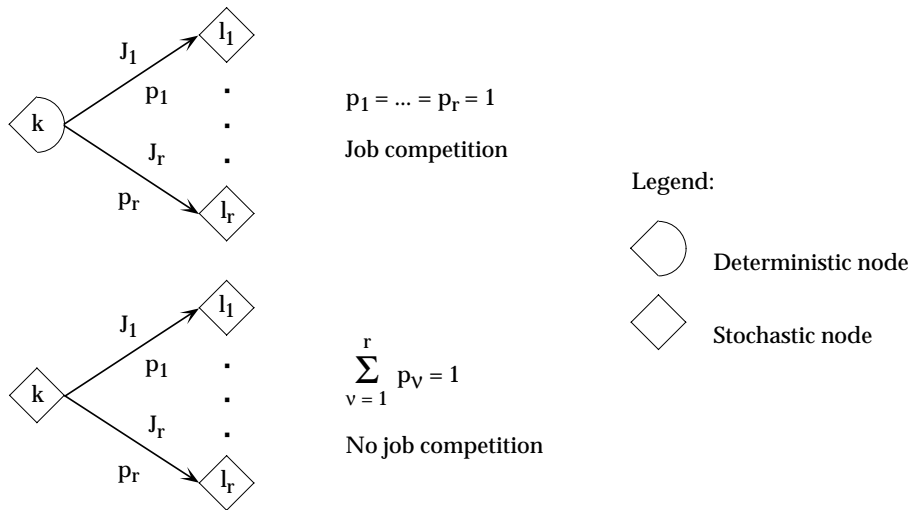 l₁
J₁
p₁
k
p₁ = ... = pᵣ = 1
Job competition
Jᵣ
pᵣ
lᵣ
Legend:
Deterministic node
Stochastic node
l₁
J₁
p₁
k
r
Σ pᵥ = 1
ν = 1
No job competition
Jᵣ
pᵣ
lᵣ